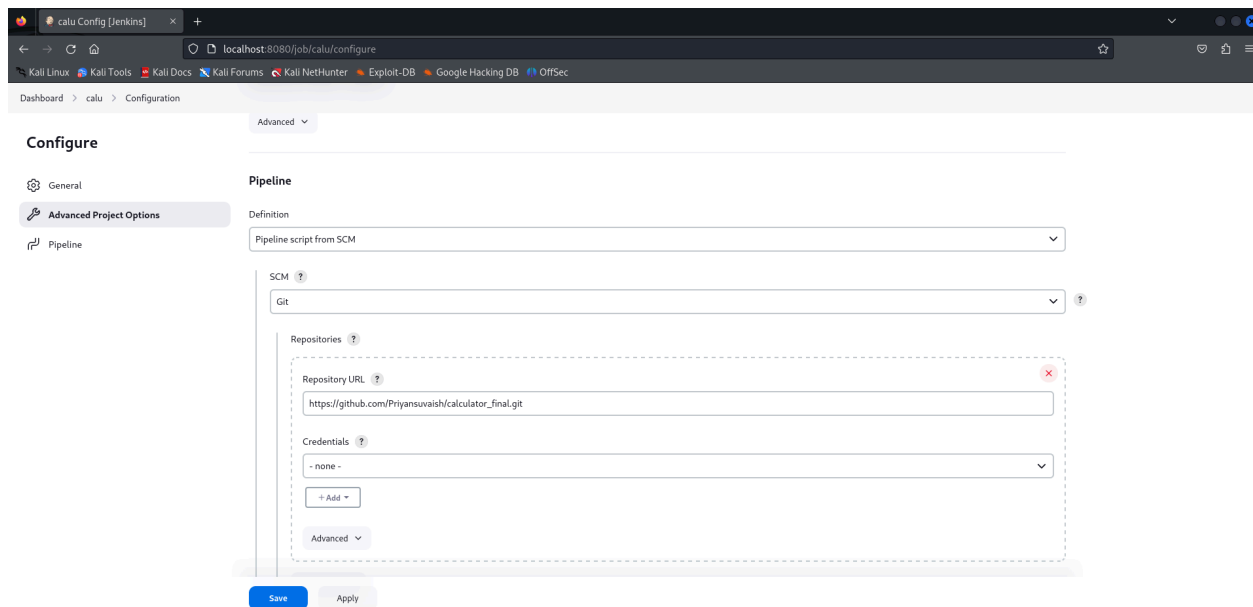 calu Config [Jenkins] × +
localhost:8080/job/calu/configure
Kali Linux Kali Tools Kali Docs Kali Forums Kali NetHunter Exploit-DB Google Hacking DB OffSec
Dashboard > calu > Configuration
Advanced
Configure
General
Advanced Project Options
Pipeline
Pipeline
Definition
Pipeline script from SCM
SCM ?
Git
?
Repositories ?
Repository URL ?
https://github.com/Priyansuvaish/calculator_final.git
Credentials ?
- none -
+ Add
Advanced
Save Apply